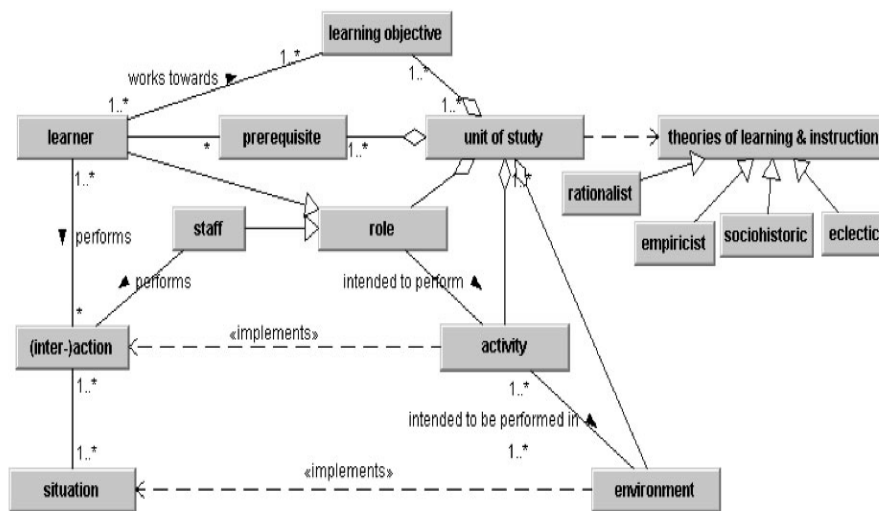 learning objective
1..*
works towards
1..*
1..*
1..*
learner
*
prerequisite
1..*
unit of study
theories of learning & instruction
1..*
1..*
rationalist
staff
role
empiricist
sociohistoric
eclectic
performs
performs
intended to perform
*
«implements»
(inter-)action
activity
1..*
1..*
intended to be performed in
1..*
1..*
«implements»
situation
environment